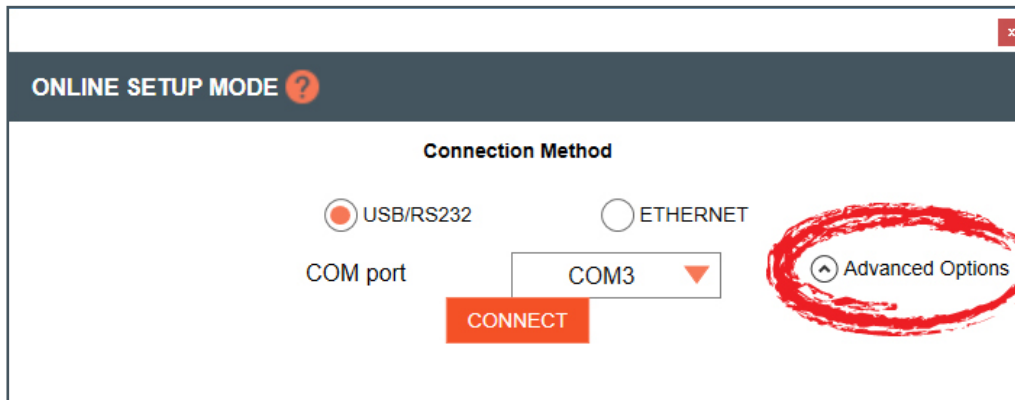 x
ONLINE SETUP MODE ?
Connection Method
USB/RS232 ETHERNET
COM port COM3 Advanced Options
CONNECT